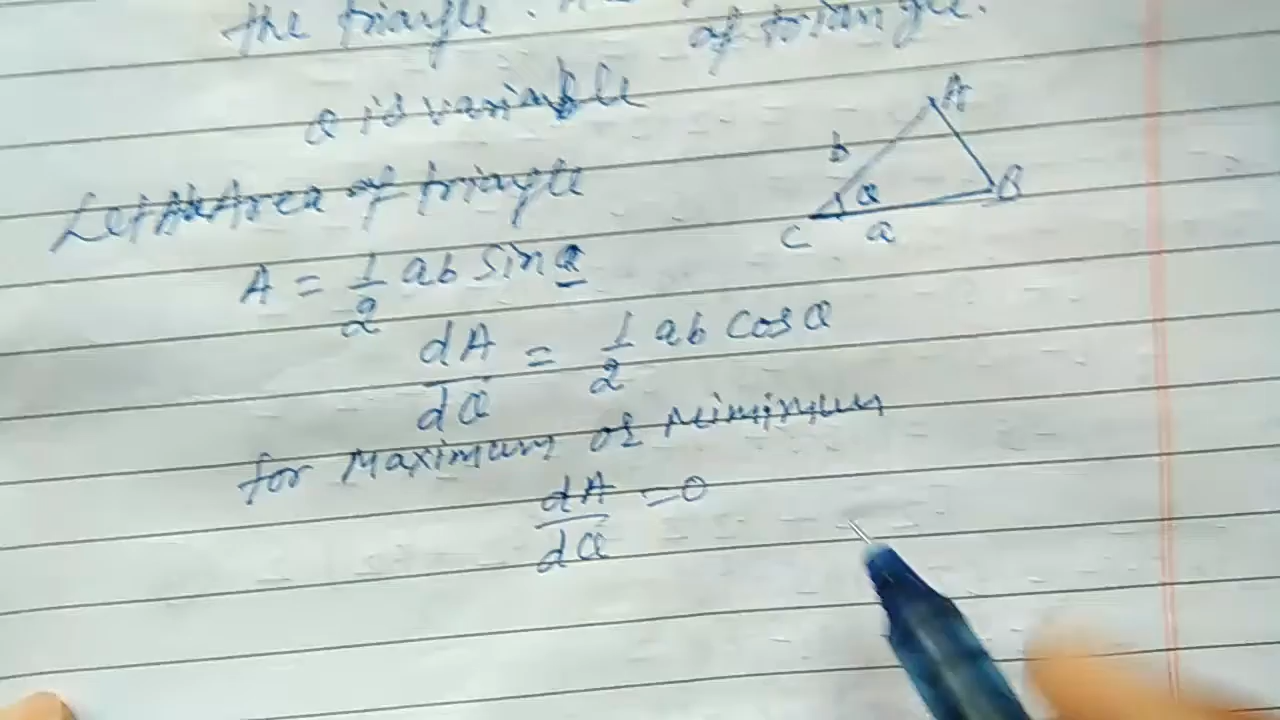 the triangle.
of triangle.
θ is variable
Let Area of triangle
A = 1/2 ab Sin θ
dA/dθ = 1/2 ab cos θ
for Maximum or Minimum
dA/dθ = 0
A
b
θ
B
C
a